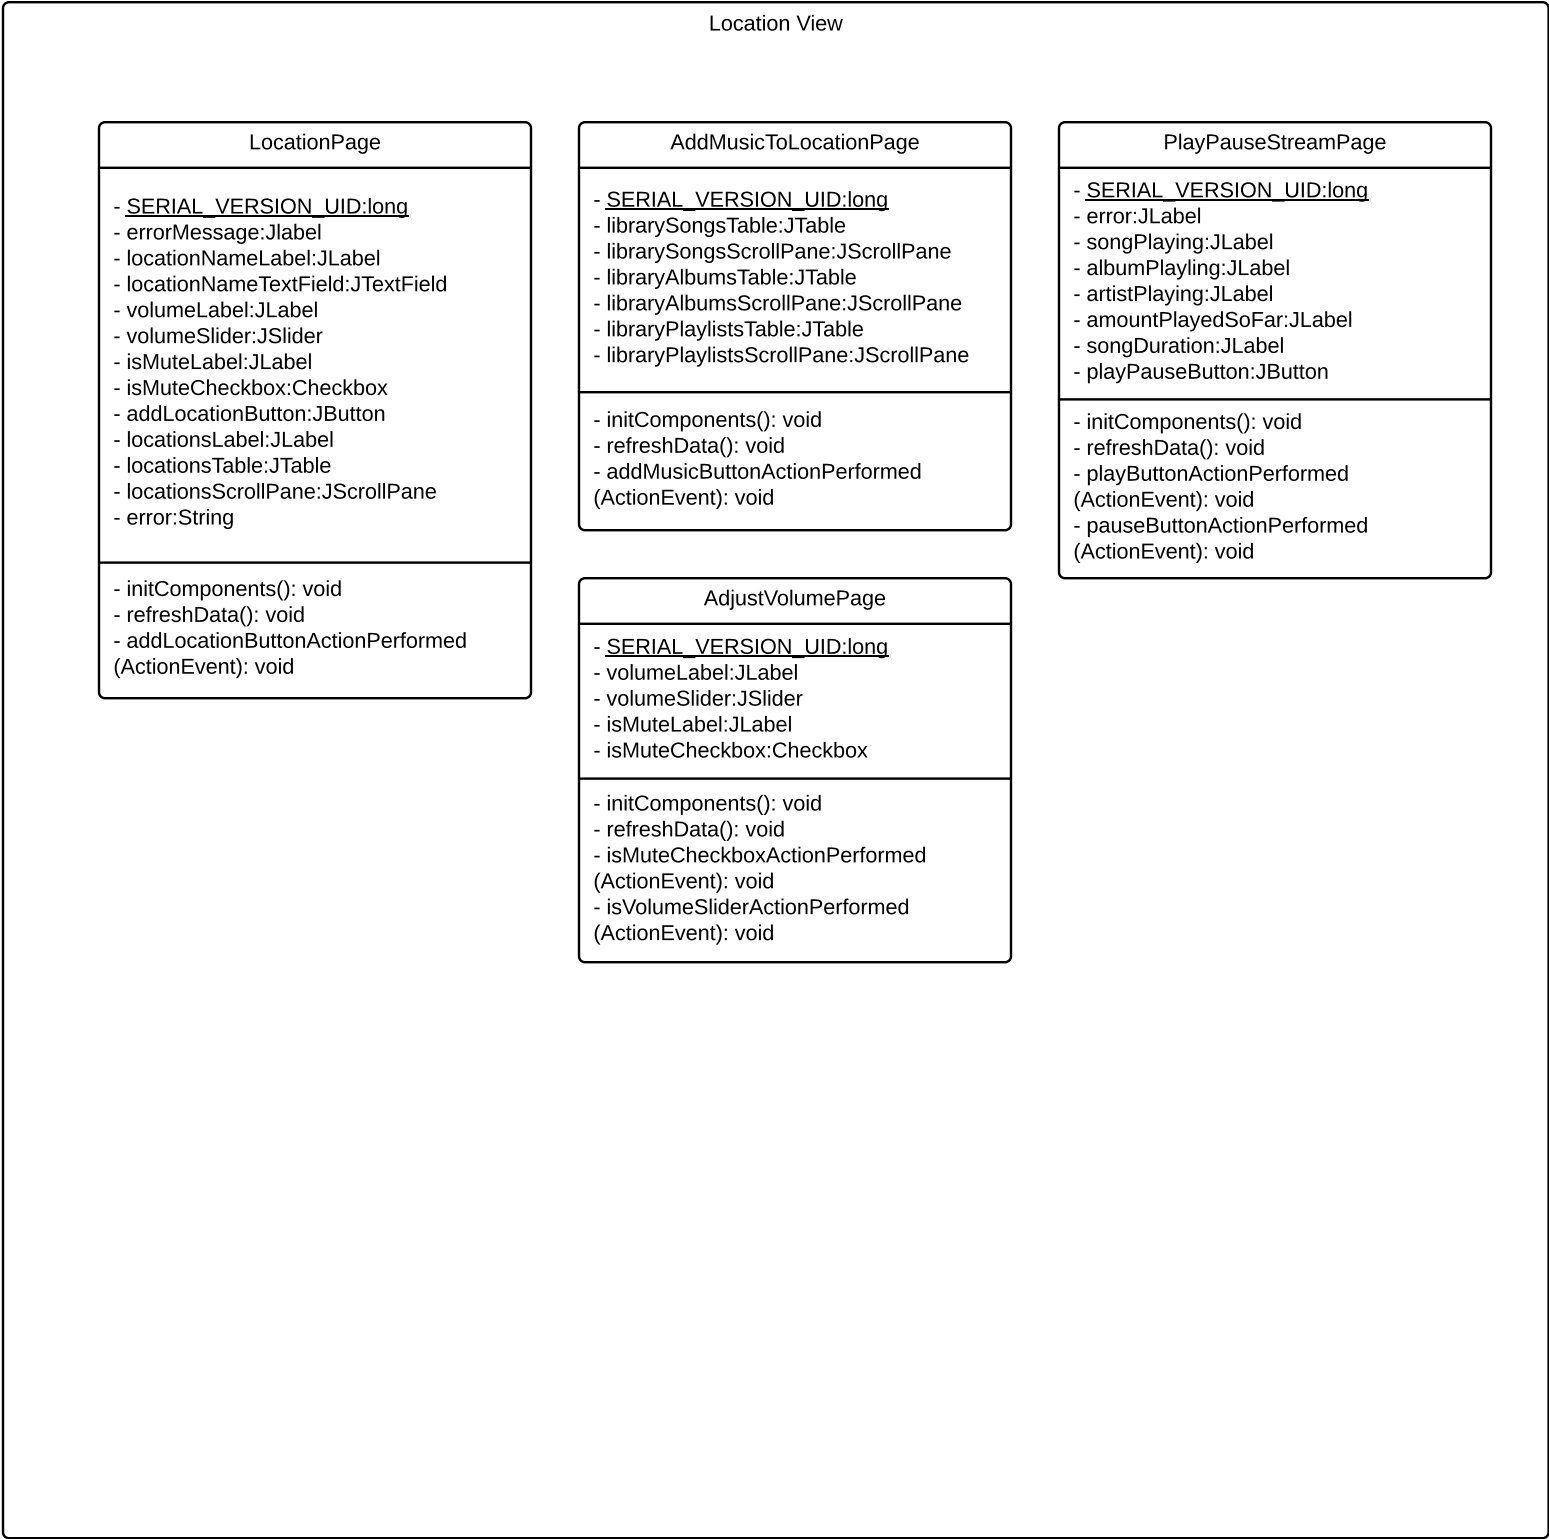 Location View
LocationPage
- SERIAL_VERSION_UID:long
- errorMessage:Jlabel
- locationNameLabel:JLabel
- locationNameTextField:JTextField
- volumeLabel:JLabel
- volumeSlider:JSlider
- isMuteLabel:JLabel
- isMuteCheckbox:Checkbox
- addLocationButton:JButton
- locationsLabel:JLabel
- locationsTable:JTable
- locationsScrollPane:JScrollPane
- error:String
- initComponents(): void
- refreshData(): void
- addLocationButtonActionPerformed
(ActionEvent): void
AddMusicToLocationPage
- SERIAL_VERSION_UID:long
- librarySongsTable:JTable
- librarySongsScrollPane:JScrollPane
- libraryAlbumsTable:JTable
- libraryAlbumsScrollPane:JScrollPane
- libraryPlaylistsTable:JTable
- libraryPlaylistsScrollPane:JScrollPane
- initComponents(): void
- refreshData(): void
- addMusicButtonActionPerformed
(ActionEvent): void
AdjustVolumePage
- SERIAL_VERSION_UID:long
- volumeLabel:JLabel
- volumeSlider:JSlider
- isMuteLabel:JLabel
- isMuteCheckbox:Checkbox
- initComponents(): void
- refreshData(): void
- isMuteCheckboxActionPerformed
(ActionEvent): void
- isVolumeSliderActionPerformed
(ActionEvent): void
PlayPauseStreamPage
- SERIAL_VERSION_UID:long
- error:JLabel
- songPlaying:JLabel
- albumPlayling:JLabel
- artistPlaying:JLabel
- amountPlayedSoFar:JLabel
- songDuration:JLabel
- playPauseButton:JButton
- initComponents(): void
- refreshData(): void
- playButtonActionPerformed
(ActionEvent): void
- pauseButtonActionPerformed
(ActionEvent): void